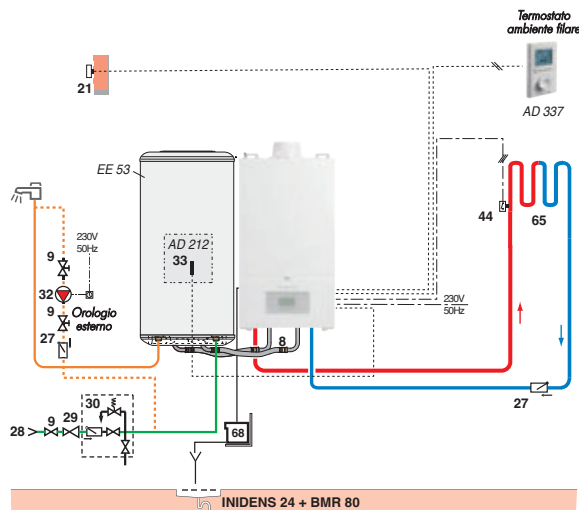 Termostato
ambiente filare
AD 337
21
EE 53
AD 212
33
44
65
230V
50Hz
9
32
9
Orologio
esterno
27
8
230V
50Hz
27
30
28
9
29
68
INIDENS 24 + BMR 80